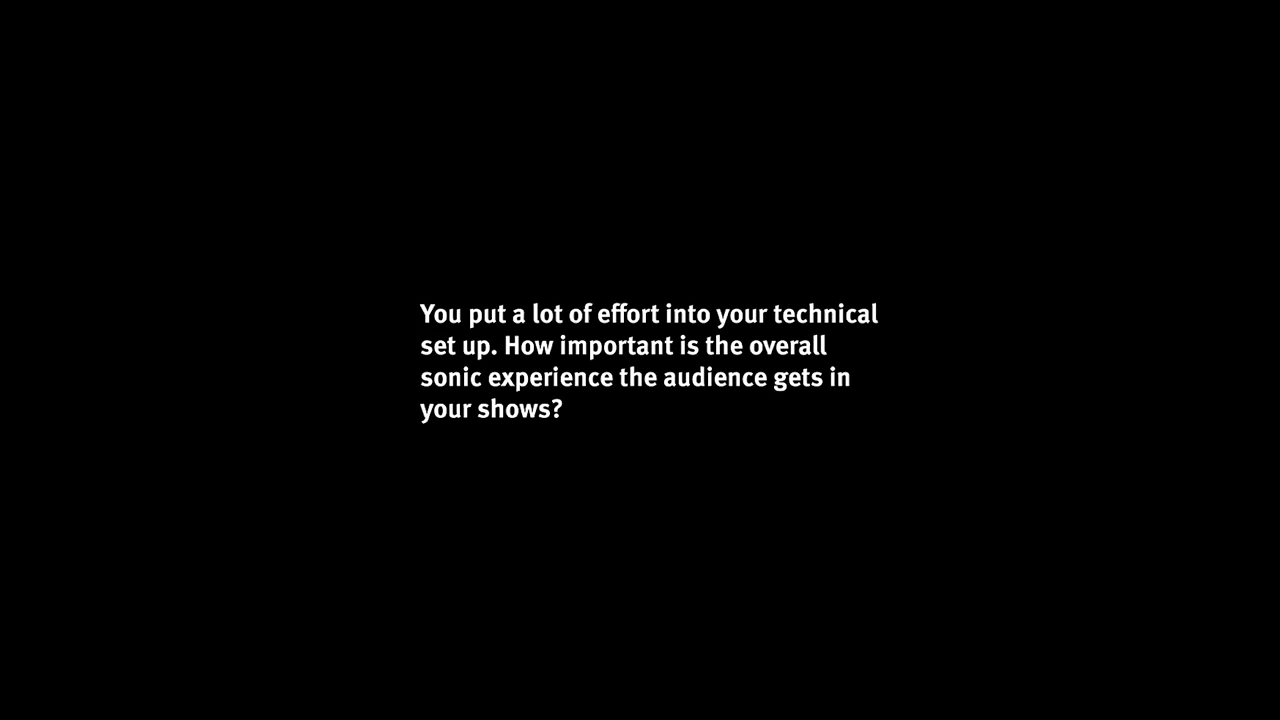 You put a lot of effort into your technical
set up. How important is the overall
sonic experience the audience gets in
your shows?